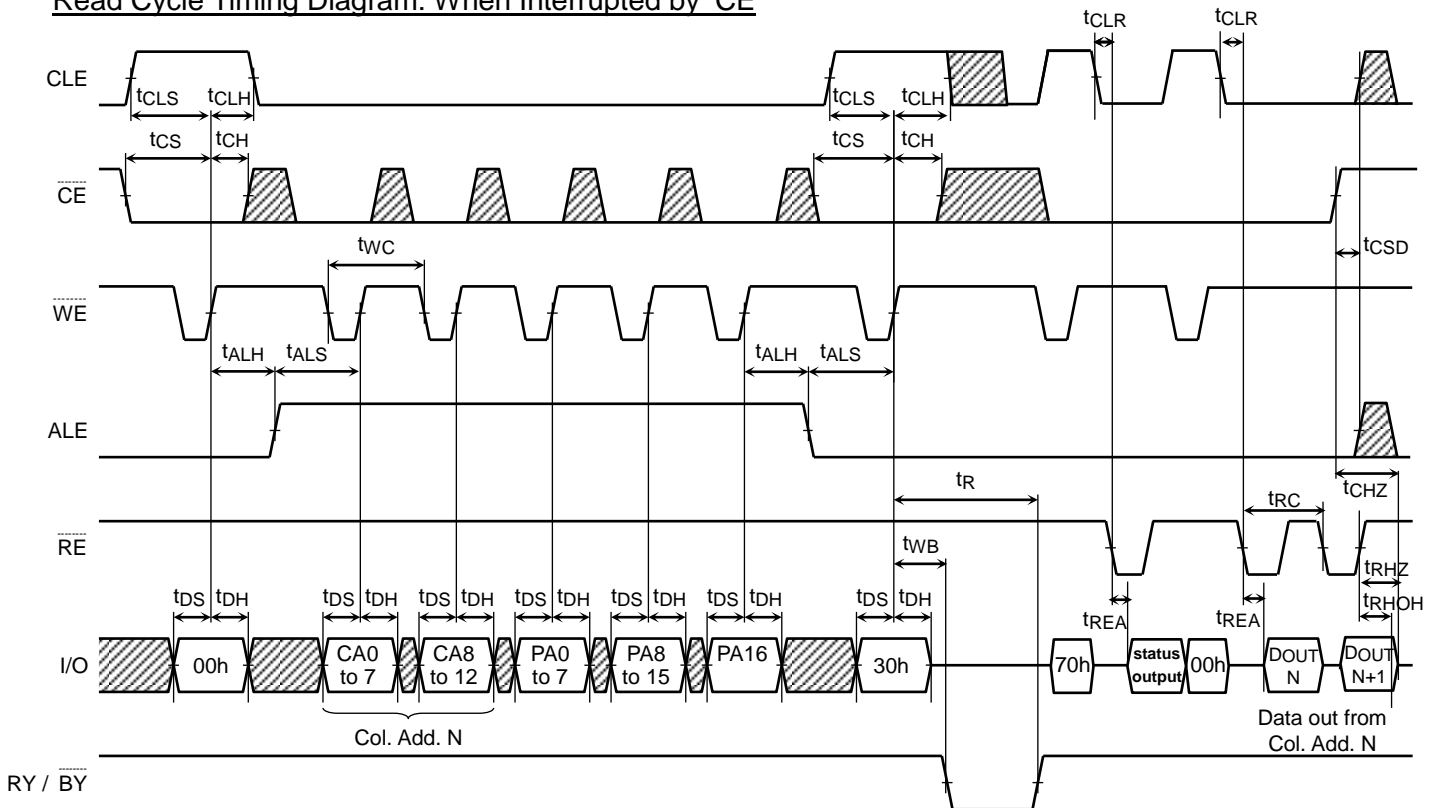 Read Cycle Timing Diagram: When Interrupted by CE
tCLR tCLR
CLE
tCLS tCLH tCLS tCLH
tCS tCH tCS tCH
CE
tWC tCSD
WE
tALH tALS tALH tALS
ALE
tR tCHZ
tRC
RE
tWB
tRHZ
tDS tDH tDS tDH tDS tDH tDS tDH tDS tDH tDS tDH tDS tDH tRHOH
tREA tREA
I/O 00h CA0 to 7 CA8 to 12 PA0 to 7 PA8 to 15 PA16 30h 70h status output 00h DOUT N DOUT N+1
Col. Add. N
Data out from
Col. Add. N
RY / BY